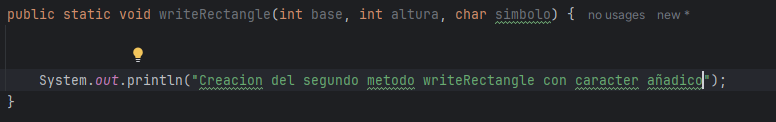 public static void writeRectangle(int base, int altura, char simbolo) { no usages new *
System.out.println("Creacion del segundo metodo writeRectangle con caracter añadico");
}